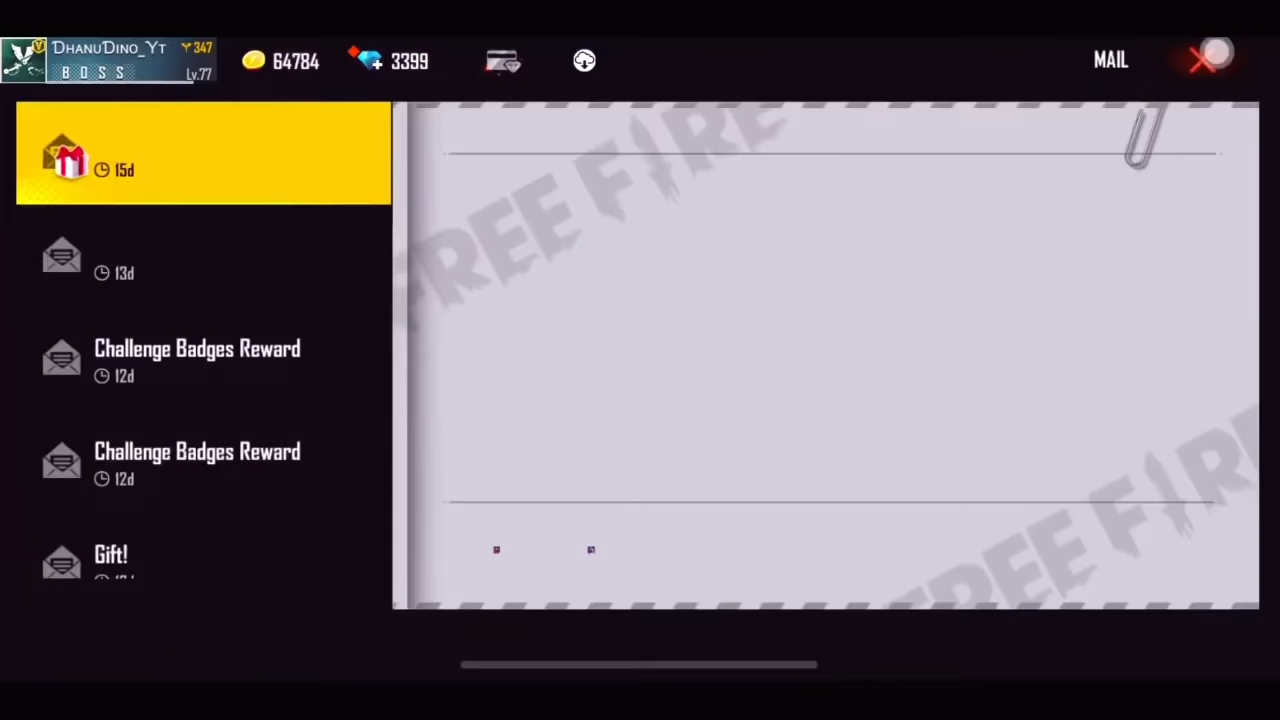 DhanuDino_Yt 347
BOSS Lv.77
64784
3399
MAIL
15d
13d
Challenge Badges Reward
12d
Challenge Badges Reward
12d
Gift!
FREE FIRE
FREE FIRE